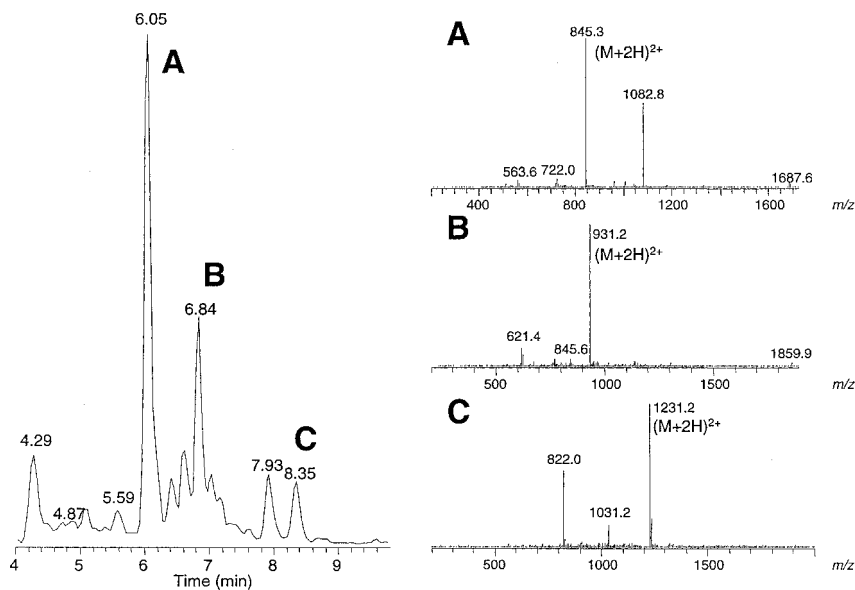 6.05
A
B
6.84
C
4.29
7.93
8.35
4.87
5.59
4 5 6 7 8 9
Time (min)
A
845.3
(M+2H)2+
1082.8
563.6
722.0
1687.6
400 800 1200 1600 m/z
B
931.2
(M+2H)2+
621.4
845.6
1859.9
500 1000 1500 m/z
C
1231.2
(M+2H)2+
822.0
1031.2
500 1000 1500 m/z